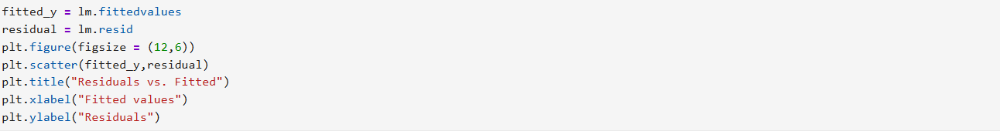 fitted_y = lm.fittedvalues
residual = lm.resid
plt.figure(figsize = (12,6))
plt.scatter(fitted_y,residual)
plt.title("Residuals vs. Fitted")
plt.xlabel("Fitted values")
plt.ylabel("Residuals")